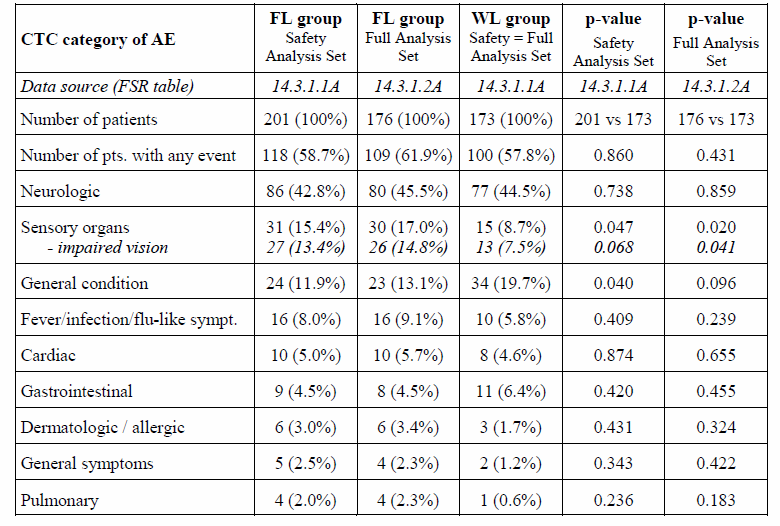 CTC category of AE | FL group Safety Analysis Set | FL group Full Analysis Set | WL group Safety = Full Analysis Set | p-value Safety Analysis Set | p-value Full Analysis Set
Data source (FSR table) | 14.3.1.1A | 14.3.1.2A | 14.3.1.1A | 14.3.1.1A | 14.3.1.2A
Number of patients | 201 (100%) | 176 (100%) | 173 (100%) | 201 vs 173 | 176 vs 173
Number of pts. with any event | 118 (58.7%) | 109 (61.9%) | 100 (57.8%) | 0.860 | 0.431
Neurologic | 86 (42.8%) | 80 (45.5%) | 77 (44.5%) | 0.738 | 0.859
Sensory organs | 31 (15.4%) | 30 (17.0%) | 15 (8.7%) | 0.047 | 0.020
- impaired vision | 27 (13.4%) | 26 (14.8%) | 13 (7.5%) | 0.068 | 0.041
General condition | 24 (11.9%) | 23 (13.1%) | 34 (19.7%) | 0.040 | 0.096
Fever/infection/flu-like sympt. | 16 (8.0%) | 16 (9.1%) | 10 (5.8%) | 0.409 | 0.239
Cardiac | 10 (5.0%) | 10 (5.7%) | 8 (4.6%) | 0.874 | 0.655
Gastrointestinal | 9 (4.5%) | 8 (4.5%) | 11 (6.4%) | 0.420 | 0.455
Dermatologic / allergic | 6 (3.0%) | 6 (3.4%) | 3 (1.7%) | 0.431 | 0.324
General symptoms | 5 (2.5%) | 4 (2.3%) | 2 (1.2%) | 0.343 | 0.422
Pulmonary | 4 (2.0%) | 4 (2.3%) | 1 (0.6%) | 0.236 | 0.183